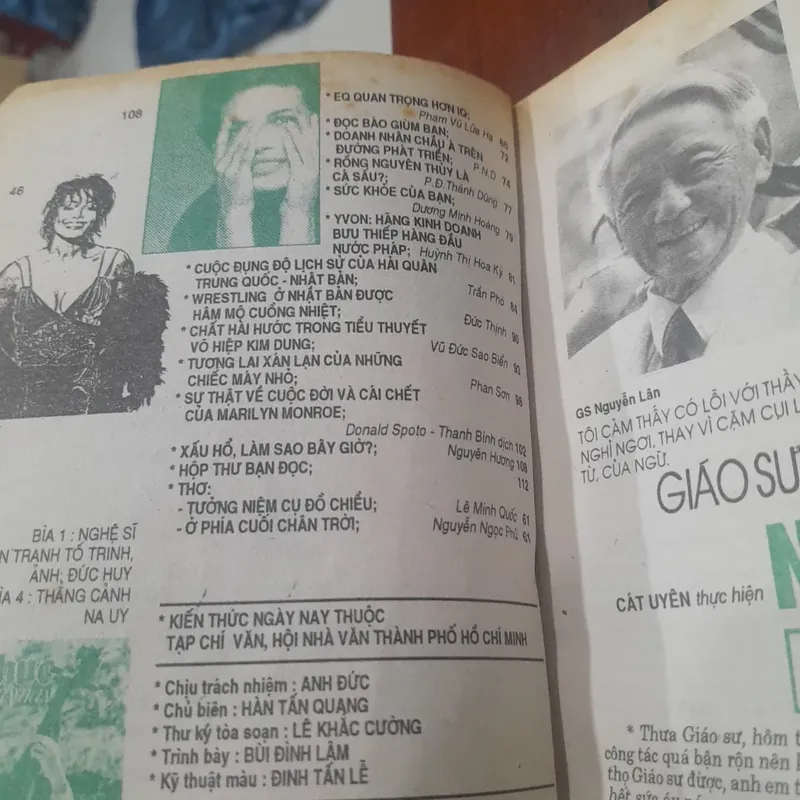 108
46
* EQ QUAN TRỌNG HƠN IQ;
Phạm Vũ Lửa Hạ 66
* ĐỌC BÁO GIÙM BẠN; 72
* DOANH NHÂN CHÂU Á TRÊN
ĐƯỜNG PHÁT TRIỂN; P.N.D 74
* RỒNG NGUYÊN THỦY LÀ
CÁ SẤU?; P.Đ.Thành Dũng 77
* SỨC KHỎE CỦA BẠN;
Dương Minh Hoàng 79
* YVON: HÃNG KINH DOANH
BƯU THIẾP HÀNG ĐẦU
NƯỚC PHÁP; Huỳnh Thị Hoa Kỳ 81
* CUỘC ĐỤNG ĐỘ LỊCH SỬ CỦA HẢI QUÂN
TRUNG QUỐC - NHẬT BẢN; Trần Phò 84
* WRESTLING Ở NHẬT BẢN ĐƯỢC
HÂM MỘ CUỒNG NHIỆT; Đức Thịnh 90
* CHẤT HÀI HƯỚC TRONG TIỂU THUYẾT
VÕ HIỆP KIM DUNG; Vũ Đức Sao Biển 93
* TƯƠNG LAI XÁN LẠN CỦA NHỮNG
CHIẾC MÁY NHỎ; Phan Sơn 98
* SỰ THẬT VỀ CUỘC ĐỜI VÀ CÁI CHẾT
CỦA MARILYN MONROE;
Donald Spoto - Thanh Bình dịch 102
* XẤU HỔ, LÀM SAO BÂY GIỜ?; Nguyên Hương 108
* HỘP THƯ BẠN ĐỌC; 112
* THƠ:
- TƯỞNG NIỆM CỤ ĐỒ CHIỂU; Lê Minh Quốc 61
- Ở PHÍA CUỐI CHÂN TRỜI; Nguyễn Ngọc Phú 61
BÌA 1 : NGHỆ SĨ
TRANH TỐ TRINH,
ẢNH; ĐỨC HUY
BÌA 4 : THẮNG CẢNH
NA UY
* KIẾN THỨC NGÀY NAY THUỘC
TẠP CHÍ VĂN, HỘI NHÀ VĂN THÀNH PHỐ HỒ CHÍ MINH
* Chịu trách nhiệm : ANH ĐỨC
* Chủ biên : HÀN TẤN QUANG
* Thư ký tòa soạn : LÊ KHẮC CƯỜNG
* Trình bày : BÙI ĐÌNH LÂM
* Kỹ thuật màu : ĐINH TẤN LỄ
GS Nguyễn Lân
TÔI CẢM THẤY CÓ LỖI VỚI THẦY
NGHỈ NGƠI, THAY VÌ CẶM CỤI
TỪ, CỦA NGỮ.
GIÁO SƯ
N
CÁT UYÊN thực hiện
* Thưa Giáo sư, hôm
công tác quá bận rộn nên
thọ Giáo sư được, anh em
hết sức